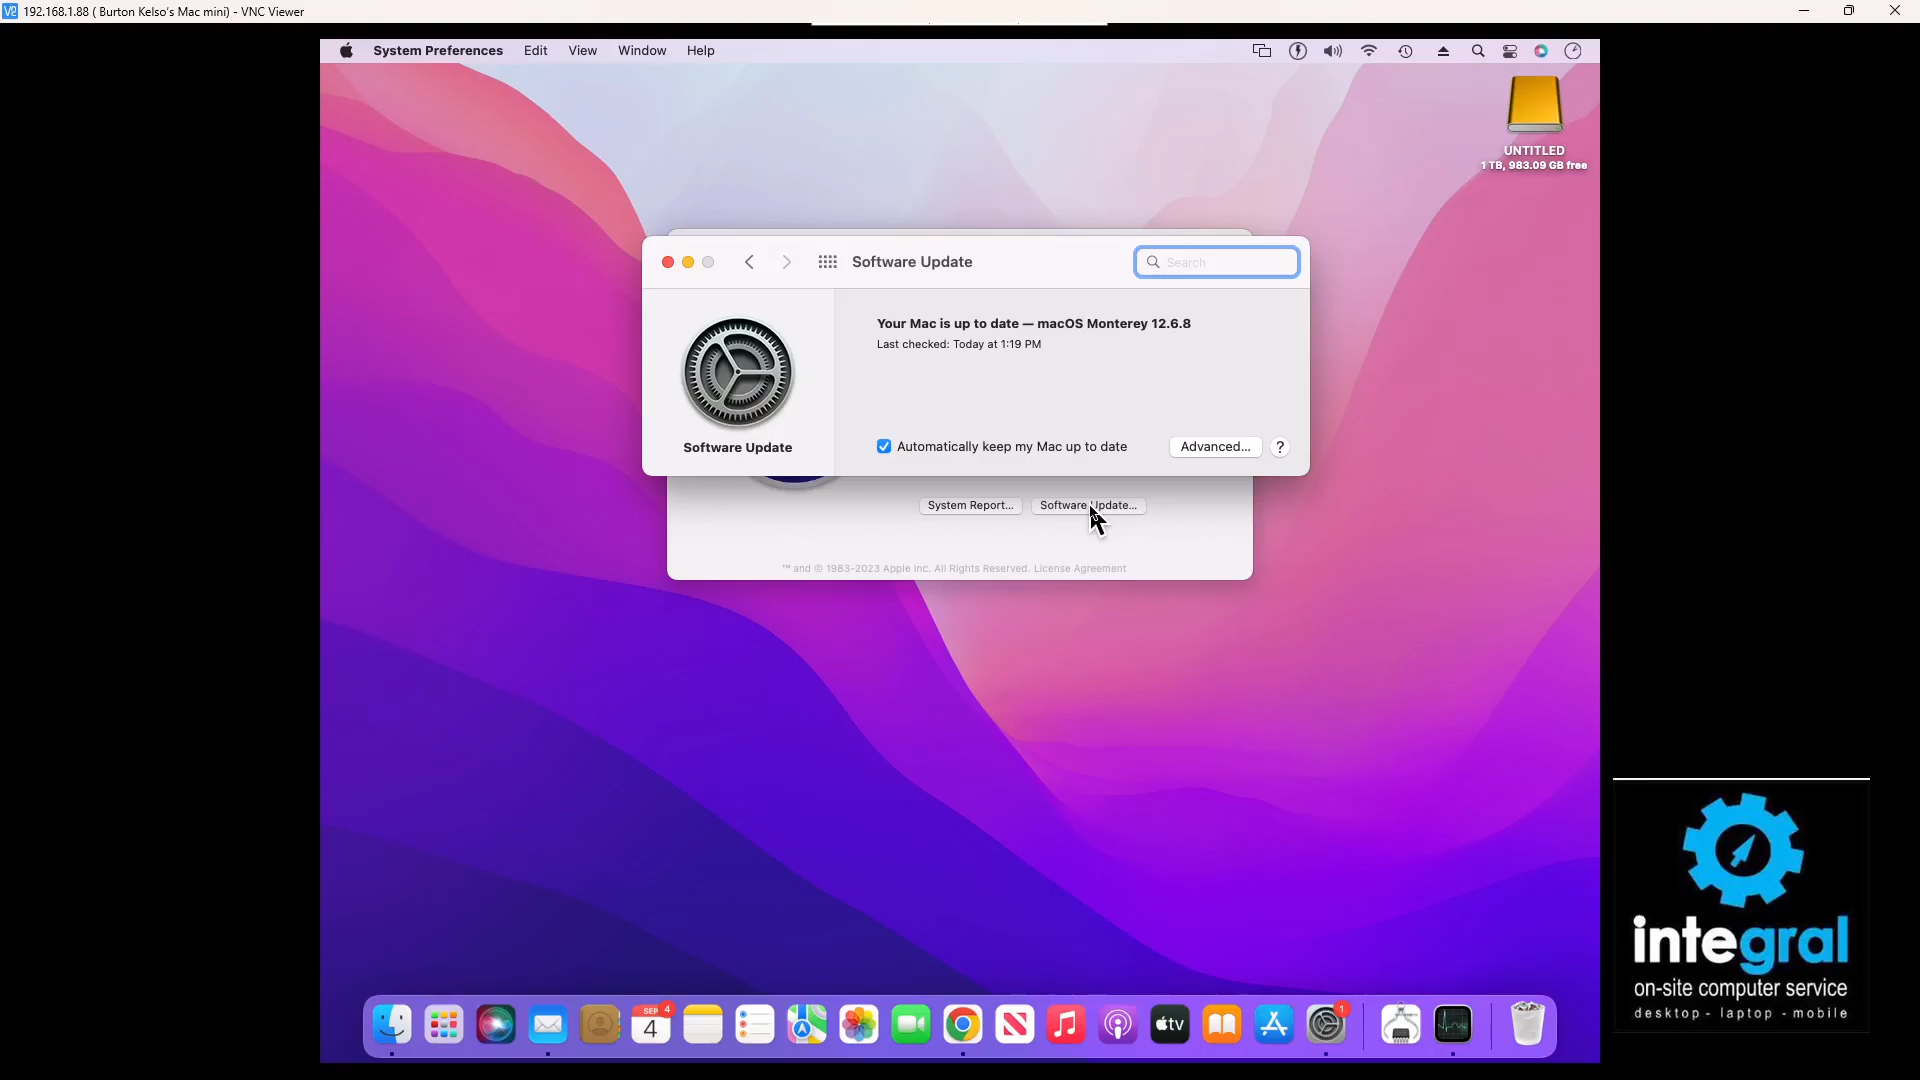 192.168.1.88 ( Burton Kelso's Mac mini) - VNC Viewer
System Preferences Edit View Window Help
UNTITLED
1 TB, 983.09 GB free
Software Update
Search
Your Mac is up to date — macOS Monterey 12.6.8
Last checked: Today at 1:19 PM
Software Update
Automatically keep my Mac up to date
Advanced...
?
System Report...
Software Update...
™ and © 1983-2023 Apple Inc. All Rights Reserved. License Agreement
integral
on-site computer service
desktop - laptop - mobile
SEP
4
4
tv
1